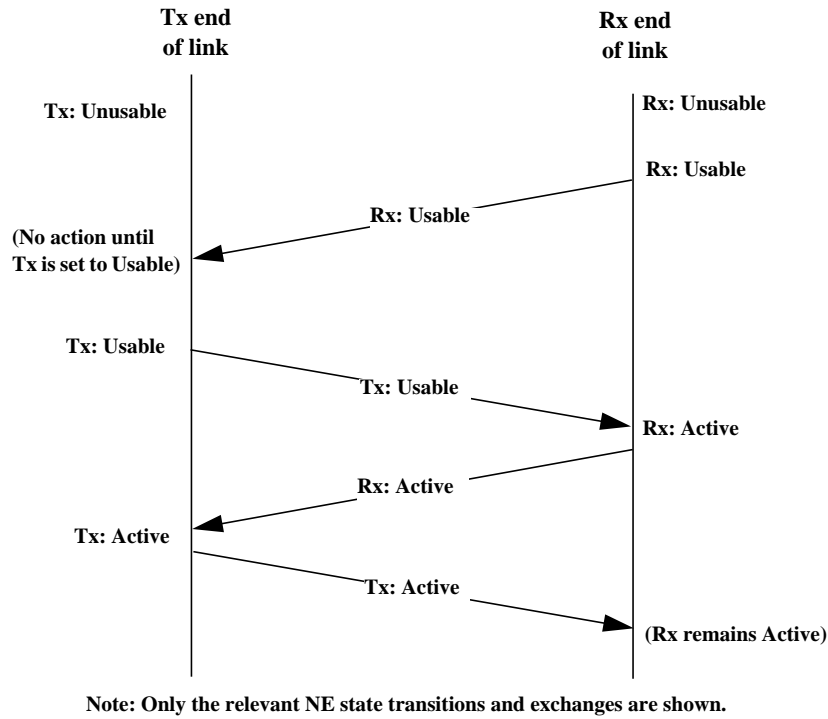 Tx end
of link
Rx end
of link
Tx: Unusable
Rx: Unusable
Rx: Usable
Rx: Usable
(No action until
Tx is set to Usable)
Tx: Usable
Tx: Usable
Rx: Active
Rx: Active
Tx: Active
Tx: Active
(Rx remains Active)
Note: Only the relevant NE state transitions and exchanges are shown.